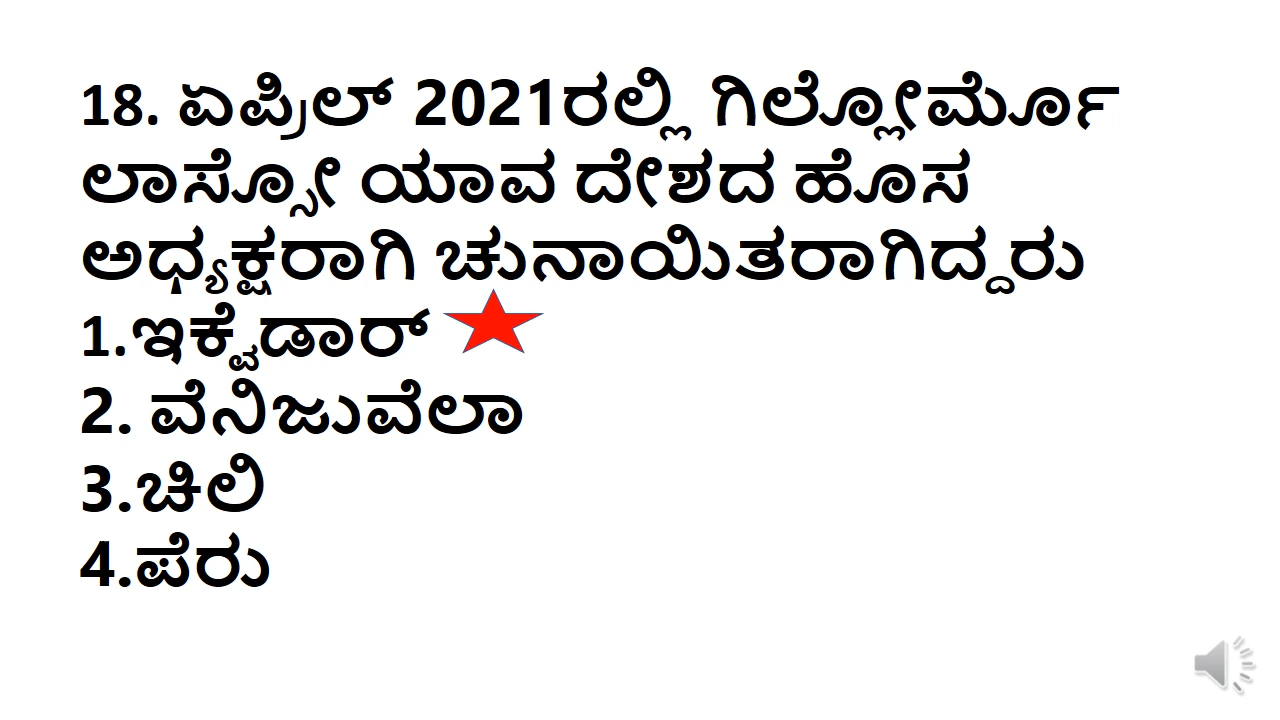 18. ಏಪ್ರಿಲ್ 2021ರಲ್ಲಿ ಗಿಲ್ಲೋರ್ಮೊ
ಲಾಸ್ಸೋ ಯಾವ ದೇಶದ ಹೊಸ
ಅಧ್ಯಕ್ಷರಾಗಿ ಚುನಾಯಿತರಾಗಿದ್ದರು
1.ಇಕ್ವೆಡಾರ್
2. ವೆನಿಜುವೆಲಾ
3.ಚಿಲಿ
4.ಪೆರು